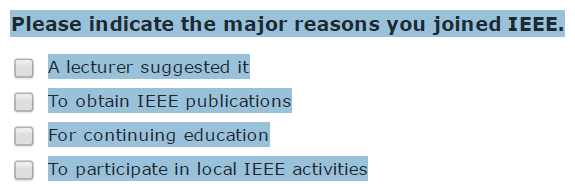 Please indicate the major reasons you joined IEEE.
A lecturer suggested it
To obtain IEEE publications
For continuing education
To participate in local IEEE activities